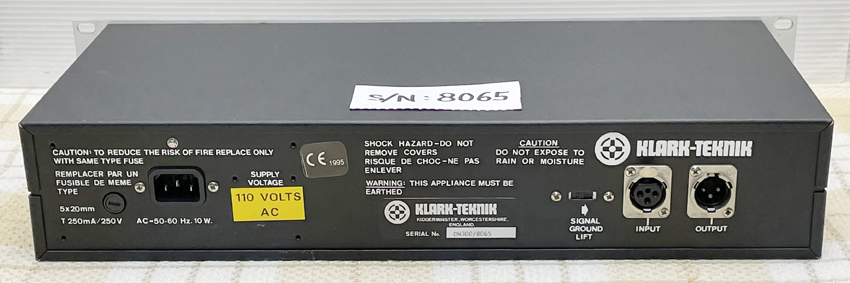 S/N: 8065
CAUTION: TO REDUCE THE RISK OF FIRE REPLACE ONLY
WITH SAME TYPE FUSE
REMPLACER PAR UN
FUSIBLE DE MEME
TYPE
5x20mm
T 250mA/250V
AC~50-60 Hz. 10W.
SUPPLY
VOLTAGE
110 VOLTS
AC
CE 1995
SHOCK HAZARD-DO NOT
REMOVE COVERS
RISQUE DE CHOC-NE PAS
ENLEVER
WARNING: THIS APPLIANCE MUST BE
EARTHED
KLARK-TEKNIK
KIDDERMINSTER, WORCESTERSHIRE.
ENGLAND.
SERIAL No. DN300/8065
CAUTION
DO NOT EXPOSE TO
RAIN OR MOISTURE
KLARK-TEKNIK
SIGNAL
GROUND
LIFT
INPUT
OUTPUT